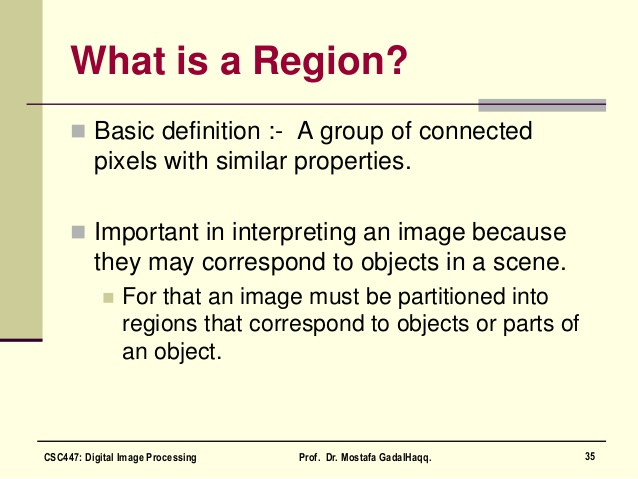 What is a Region?
Basic definition :- A group of connected
pixels with similar properties.
Important in interpreting an image because
they may correspond to objects in a scene.
For that an image must be partitioned into
regions that correspond to objects or parts of
an object.
CSC447: Digital Image Processing Prof. Dr. Mostafa GadalHaqq. 35